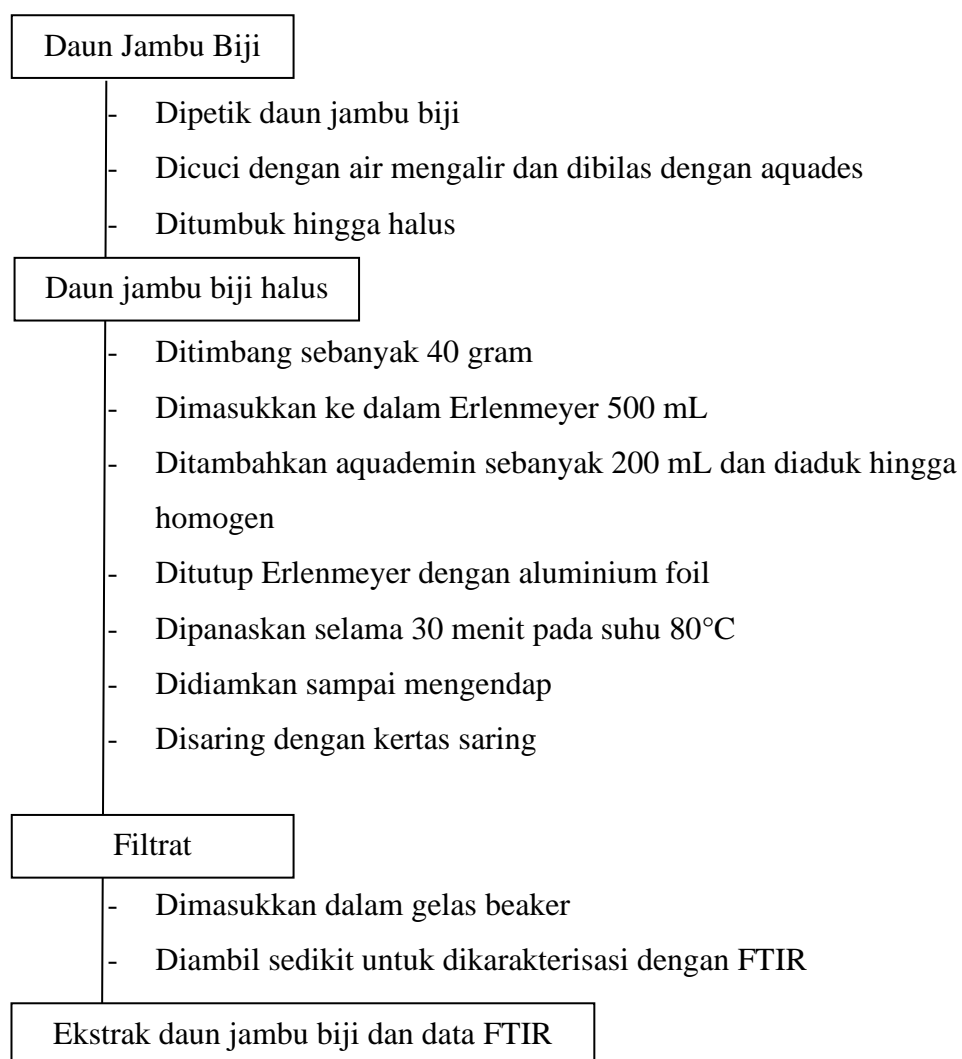 Daun Jambu Biji
- Dipetik daun jambu biji
- Dicuci dengan air mengalir dan dibilas dengan aquades
- Ditumbuk hingga halus
Daun jambu biji halus
- Ditimbang sebanyak 40 gram
- Dimasukkan ke dalam Erlenmeyer 500 mL
- Ditambahkan aquademin sebanyak 200 mL dan diaduk hingga
homogen
- Ditutup Erlenmeyer dengan aluminium foil
- Dipanaskan selama 30 menit pada suhu 80°C
- Didiamkan sampai mengendap
- Disaring dengan kertas saring
Filtrat
- Dimasukkan dalam gelas beaker
- Diambil sedikit untuk dikarakterisasi dengan FTIR
Ekstrak daun jambu biji dan data FTIR